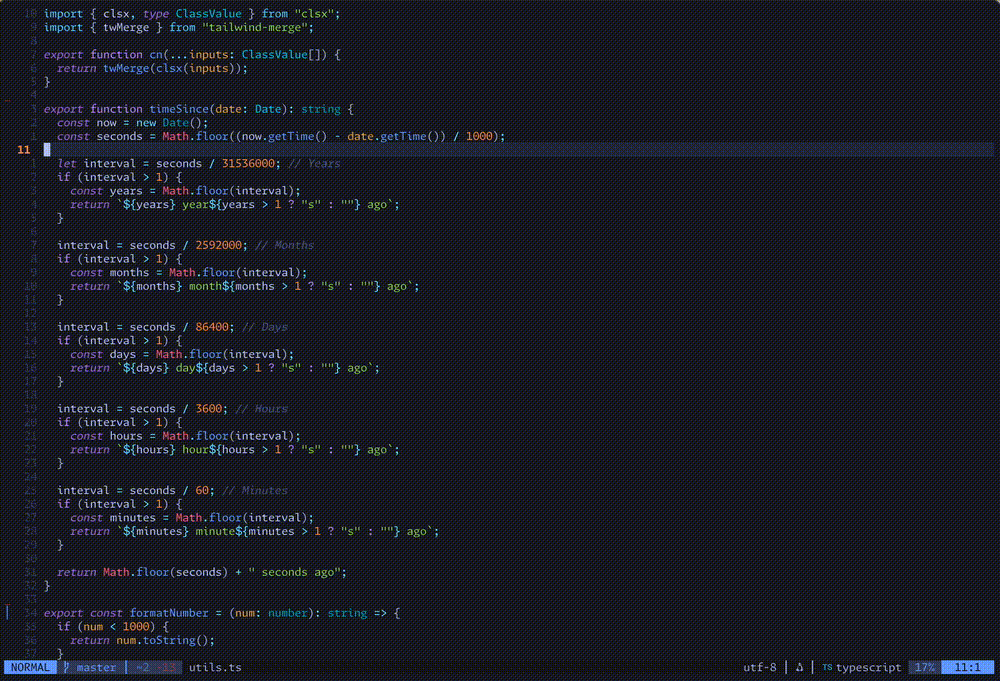 10 import { clsx, type ClassValue } from "clsx";
9 import { twMerge } from "tailwind-merge";
8
7 export function cn(...inputs: ClassValue[]) {
6   return twMerge(clsx(inputs));
5 }
4
3 export function timeSince(date: Date): string {
2   const now = new Date();
1   const seconds = Math.floor((now.getTime() - date.getTime()) / 1000);
11
1   let interval = seconds / 31536000; // Years
2   if (interval > 1) {
3     const years = Math.floor(interval);
4     return `${years} year${years > 1 ? "s" : ""} ago`;
5   }
6
7   interval = seconds / 2592000; // Months
8   if (interval > 1) {
9     const months = Math.floor(interval);
10     return `${months} month${months > 1 ? "s" : ""} ago`;
11   }
12
13   interval = seconds / 86400; // Days
14   if (interval > 1) {
15     const days = Math.floor(interval);
16     return `${days} day${days > 1 ? "s" : ""} ago`;
17   }
18
19   interval = seconds / 3600; // Hours
20   if (interval > 1) {
21     const hours = Math.floor(interval);
22     return `${hours} hour${hours > 1 ? "s" : ""} ago`;
23   }
24
25   interval = seconds / 60; // Minutes
26   if (interval > 1) {
27     const minutes = Math.floor(interval);
28     return `${minutes} minute${minutes > 1 ? "s" : ""} ago`;
29   }
30
31   return Math.floor(seconds) + " seconds ago";
32 }
33
34 export const formatNumber = (num: number): string => {
35   if (num < 1000) {
36     return num.toString();
37   }
NORMAL master ~2 -13 utils.ts utf-8 | TS typescript 17% 11:1